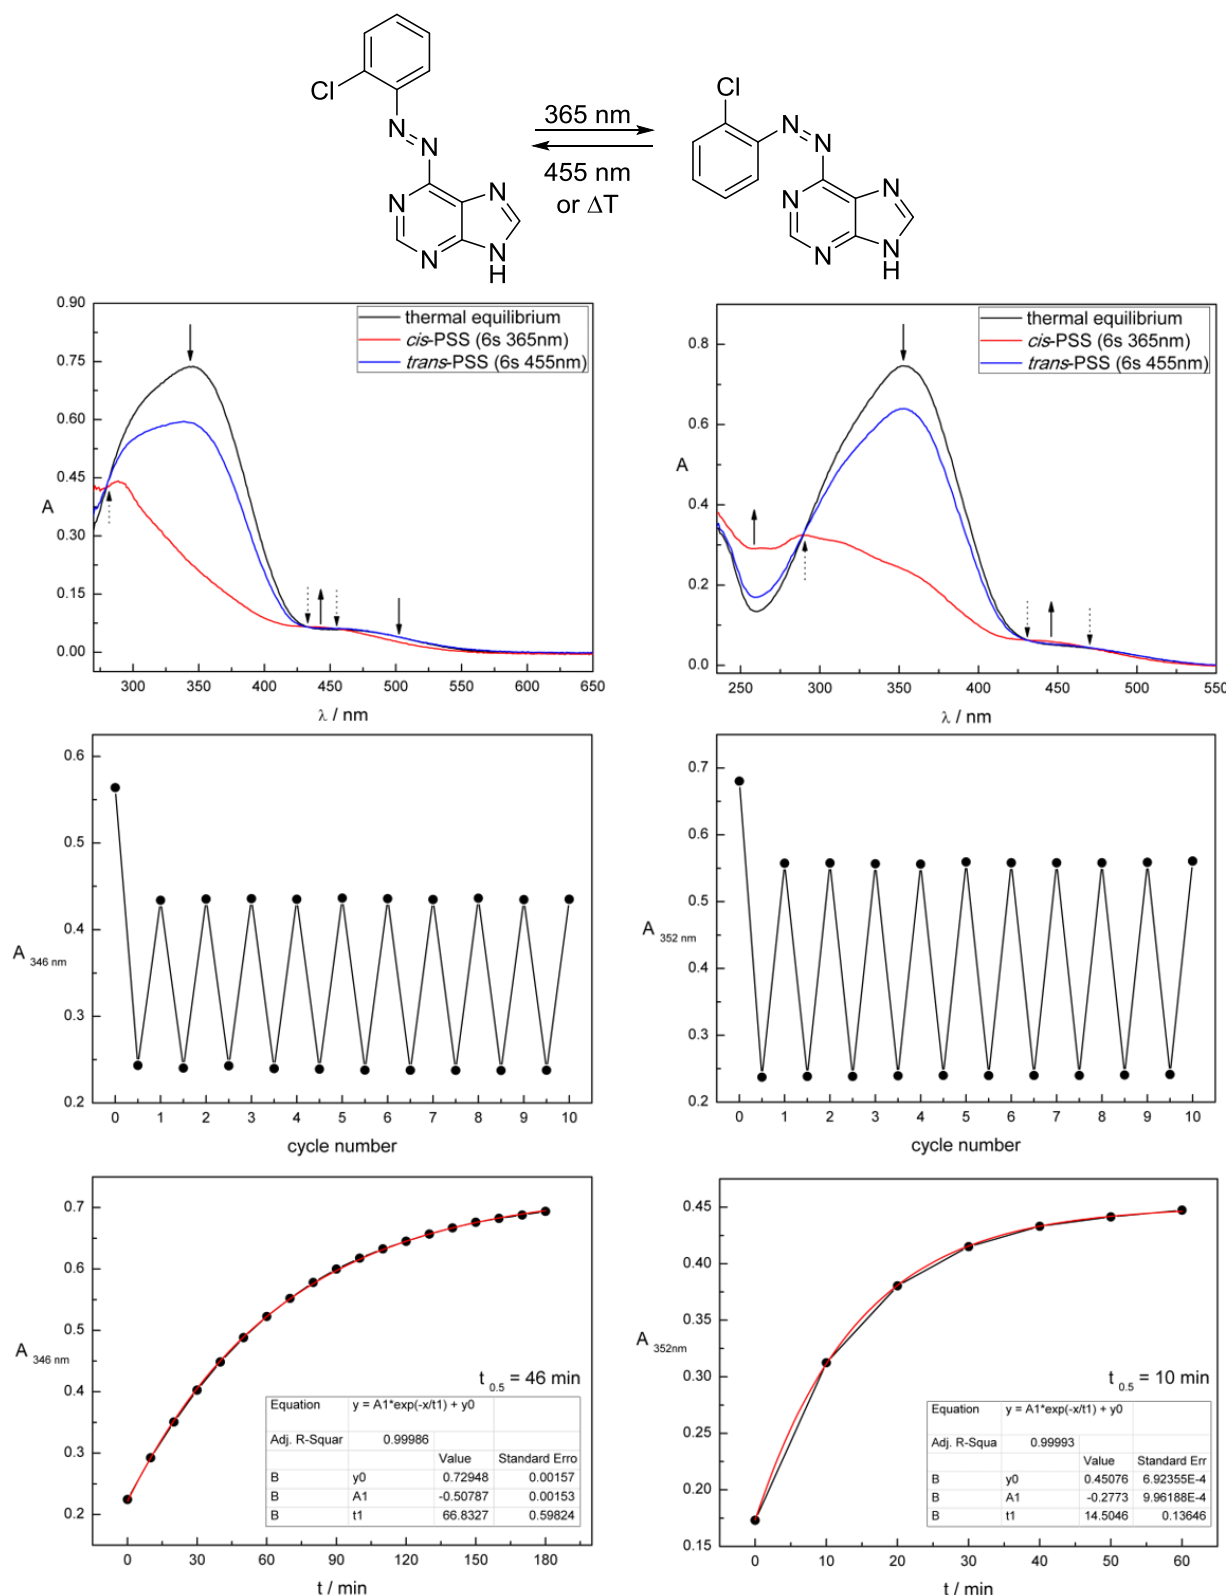 Cl
N
N
N
N
N
N
H
365 nm
455 nm
or ΔT
Cl
N
N
N
N
N
N
H
0.90
0.75
0.60
0.45
0.30
0.15
0.00
A
thermal equilibrium
cis-PSS (6s 365nm)
trans-PSS (6s 455nm)
300 350 400 450 500 550 600 650
λ / nm
0.8
0.6
0.4
0.2
0.0
A
thermal equilibrium
cis-PSS (6s 365nm)
trans-PSS (6s 455nm)
250 300 350 400 450 500 550
λ / nm
0.6
0.5
0.4
0.3
0.2
A 346 nm
0 1 2 3 4 5 6 7 8 9 10
cycle number
0.7
0.6
0.5
0.4
0.3
0.2
A 352 nm
0 1 2 3 4 5 6 7 8 9 10
cycle number
0.7
0.6
0.5
0.4
0.3
0.2
A 346 nm
t 0.5 = 46 min
Equation y = A1*exp(-x/t1) + y0
Adj. R-Squar 0.99986
Value Standard Erro
B y0 0.72948 0.00157
B A1 -0.50787 0.00153
B t1 66.8327 0.59824
0 30 60 90 120 150 180
t / min
0.45
0.40
0.35
0.30
0.25
0.20
0.15
A 352nm
t 0.5 = 10 min
Equation y = A1*exp(-x/t1) + y0
Adj. R-Squa 0.99993
Value Standard Err
B y0 0.45076 6.92355E-4
B A1 -0.2773 9.96188E-4
B t1 14.5046 0.13646
0 10 20 30 40 50 60
t / min